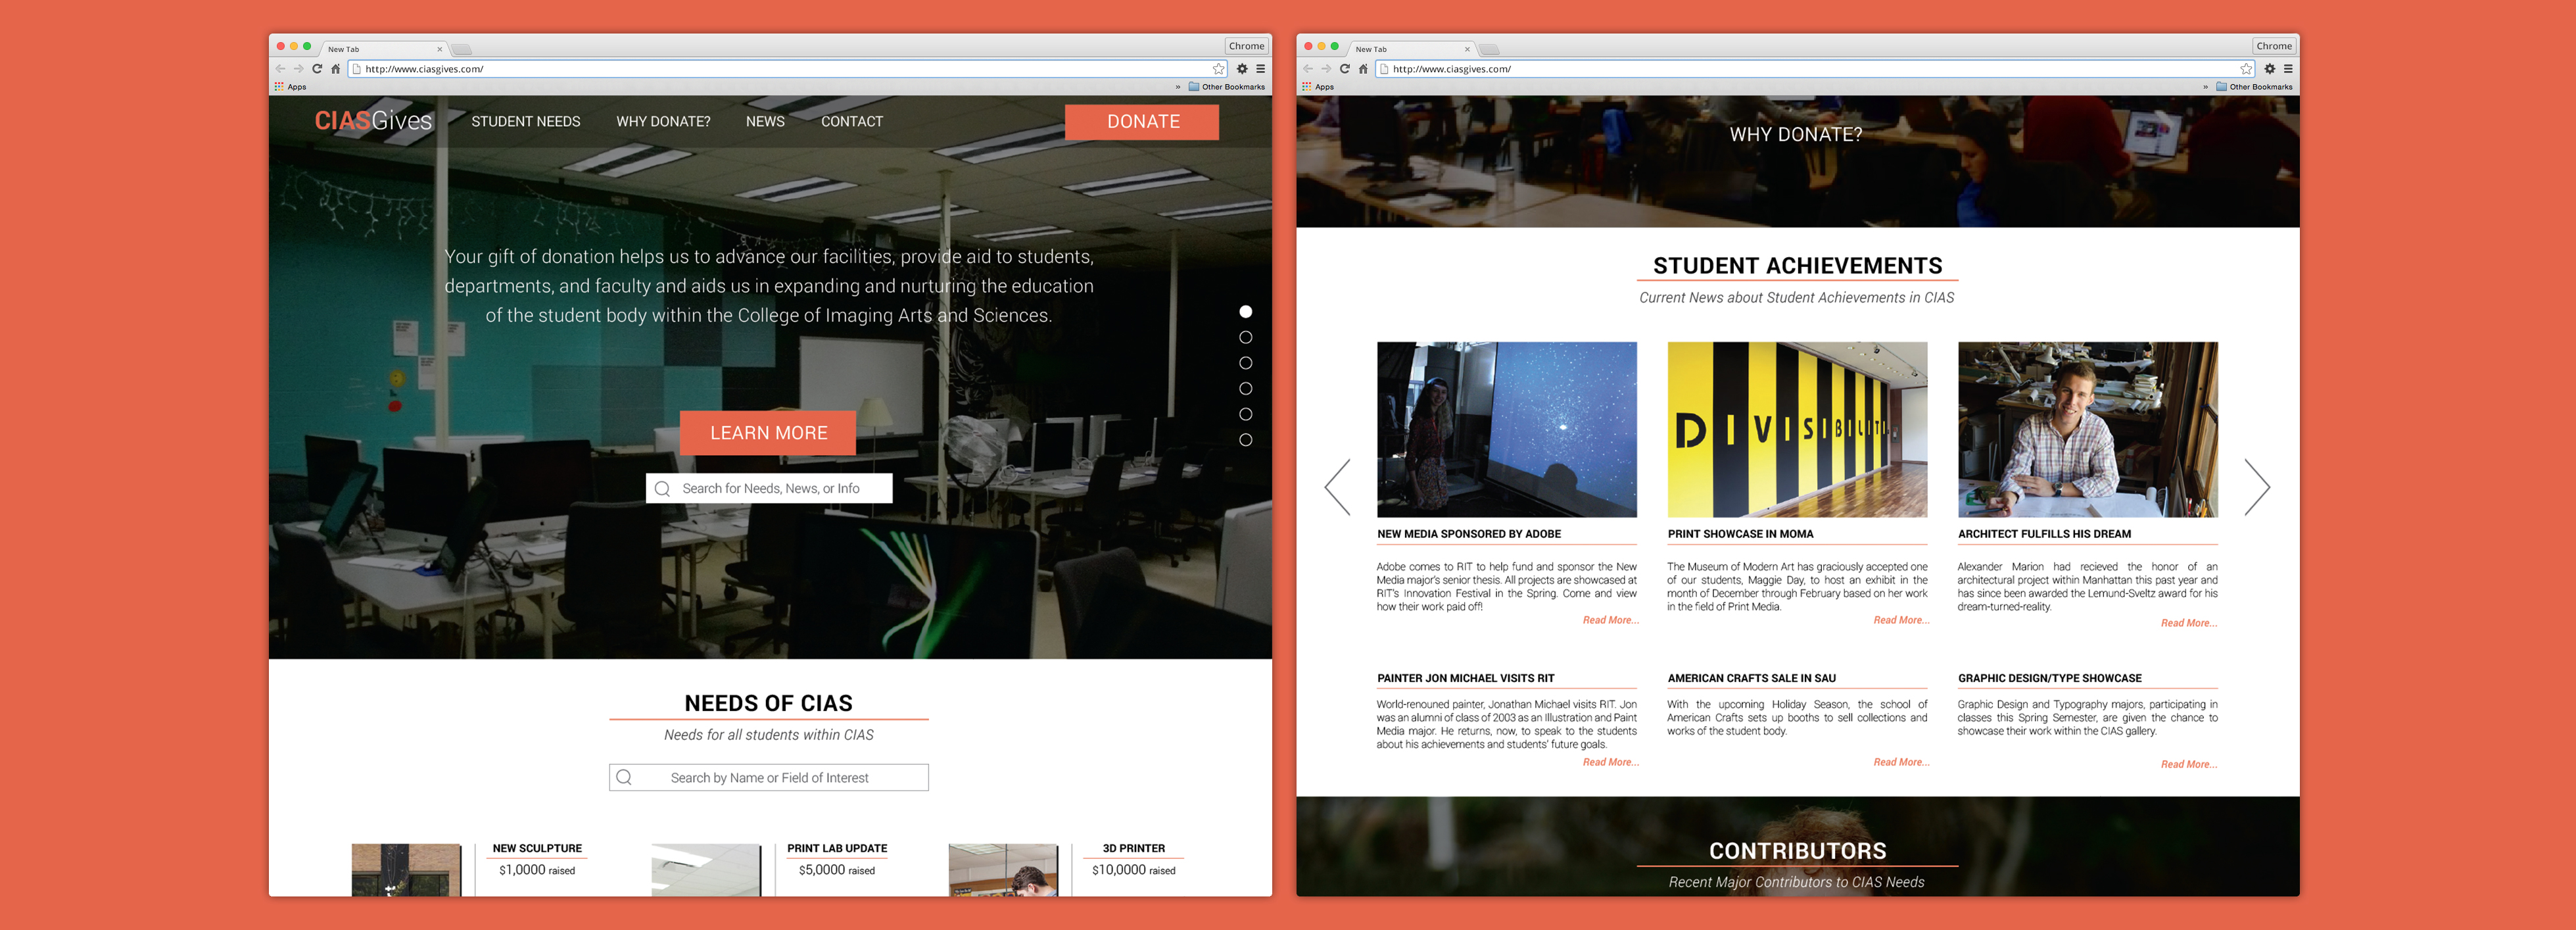 New Tab
Chrome
http://www.ciasgives.com/
Apps
» Other Bookmarks
CIASGives
STUDENT NEEDS
WHY DONATE?
NEWS
CONTACT
DONATE
Your gift of donation helps us to advance our facilities, provide aid to students,
departments, and faculty and aids us in expanding and nurturing the education
of the student body within the College of Imaging Arts and Sciences.
LEARN MORE
Search for Needs, News, or Info
NEEDS OF CIAS
Needs for all students within CIAS
Search by Name or Field of Interest
NEW SCULPTURE
$1,0000 raised
PRINT LAB UPDATE
$5,0000 raised
3D PRINTER
$10,0000 raised
New Tab
Chrome
http://www.ciasgives.com/
Apps
» Other Bookmarks
WHY DONATE?
STUDENT ACHIEVEMENTS
Current News about Student Achievements in CIAS
DIVISIBILITY
NEW MEDIA SPONSORED BY ADOBE
Adobe comes to RIT to help fund and sponsor the New
Media major's senior thesis. All projects are showcased at
RIT's Innovation Festival in the Spring. Come and view
how their work paid off!
Read More...
PRINT SHOWCASE IN MOMA
The Museum of Modern Art has graciously accepted one
of our students, Maggie Day, to host an exhibit in the
month of December through February based on her work
in the field of Print Media.
Read More...
ARCHITECT FULFILLS HIS DREAM
Alexander Marion had recieved the honor of an
architectural project within Manhattan this past year and
has since been awarded the Lemund-Sveltz award for his
dream-turned-reality.
Read More...
PAINTER JON MICHAEL VISITS RIT
World-renouned painter, Jonathan Michael visits RIT. Jon
was an alumni of class of 2003 as an Illustration and Paint
Media major. He returns, now, to speak to the students
about his achievements and students' future goals.
Read More...
AMERICAN CRAFTS SALE IN SAU
With the upcoming Holiday Season, the school of
American Crafts sets up booths to sell collections and
works of the student body.
Read More...
GRAPHIC DESIGN/TYPE SHOWCASE
Graphic Design and Typography majors, participating in
classes this Spring Semester, are given the chance to
showcase their work within the CIAS gallery.
Read More...
CONTRIBUTORS
Recent Major Contributors to CIAS Needs